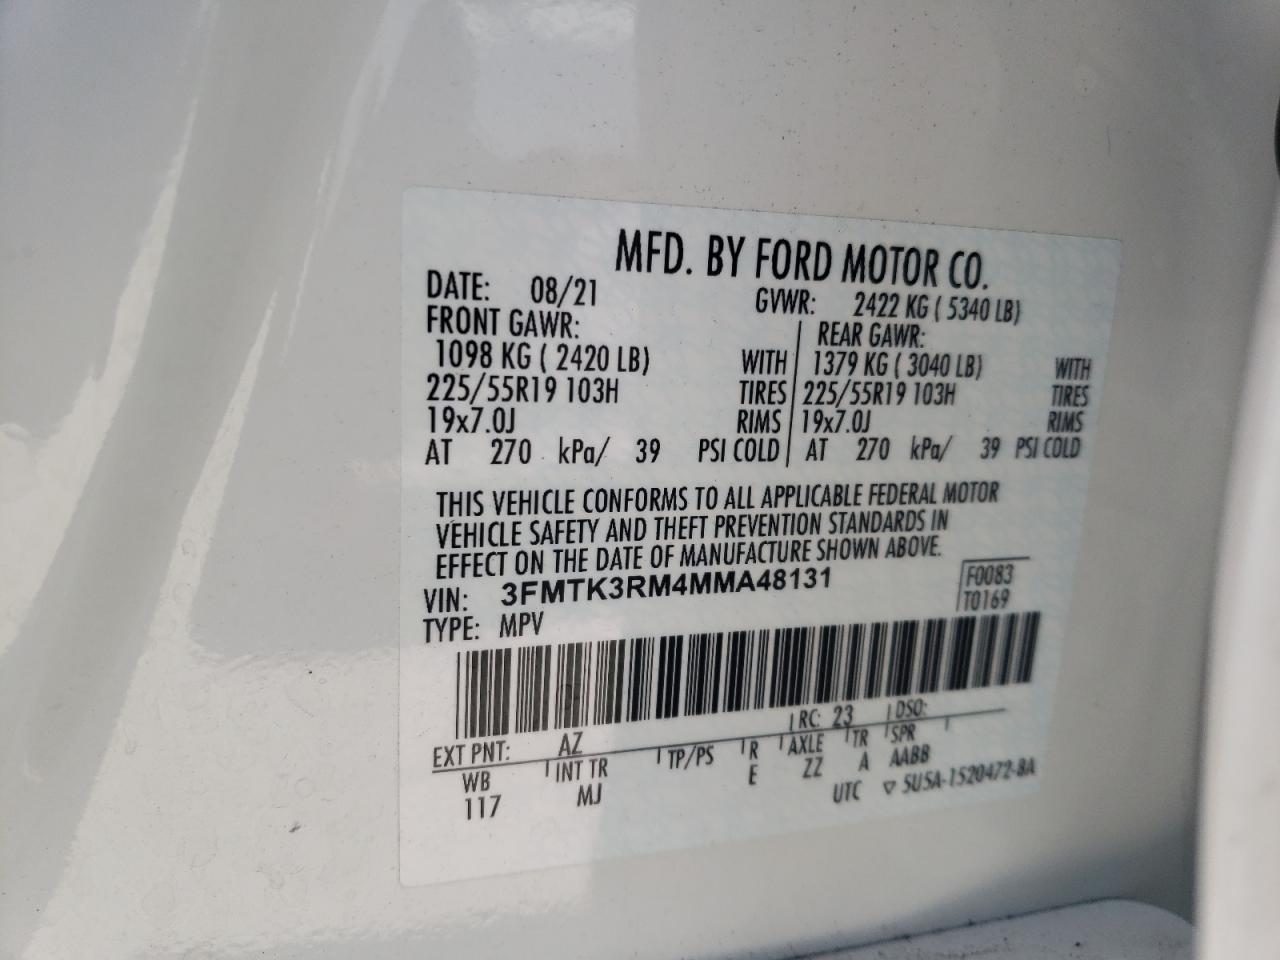 MFD. BY FORD MOTOR CO.
DATE: 08/21 GVWR: 2422 KG ( 5340 LB)
FRONT GAWR: REAR GAWR:
1098 KG ( 2420 LB) WITH 1379 KG ( 3040 LB) WITH
225/55R19 103H TIRES 225/55R19 103H TIRES
19x7.0J RIMS 19x7.0J RIMS
AT 270 kPa/ 39 PSI COLD AT 270 kPa/ 39 PSI COLD
THIS VEHICLE CONFORMS TO ALL APPLICABLE FEDERAL MOTOR
VEHICLE SAFETY AND THEFT PREVENTION STANDARDS IN
EFFECT ON THE DATE OF MANUFACTURE SHOWN ABOVE.
VIN: 3FMTK3RM4MMA48131 F0083
TYPE: MPV T0169
EXT PNT: AZ RC: 23 DSO:
WB INT TR TP/PS R AXLE TR SPR
117 MJ E ZZ A AABB
UTC ▽ SU5A-1520472-BA